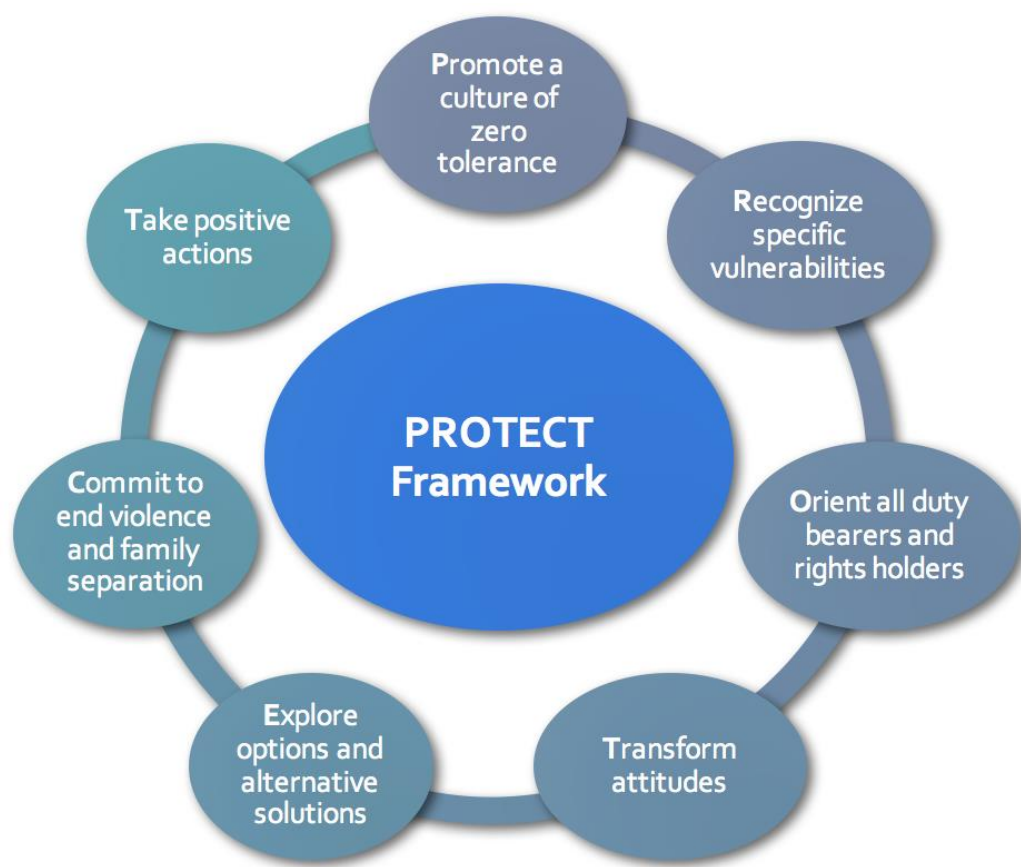 Promote a
culture of
zero
tolerance
Recognize
specific
vulnerabilities
Orient all duty
bearers and
rights holders
Transform
attitudes
Explore
options and
alternative
solutions
Commit to
end violence
and family
separation
Take positive
actions
PROTECT
Framework